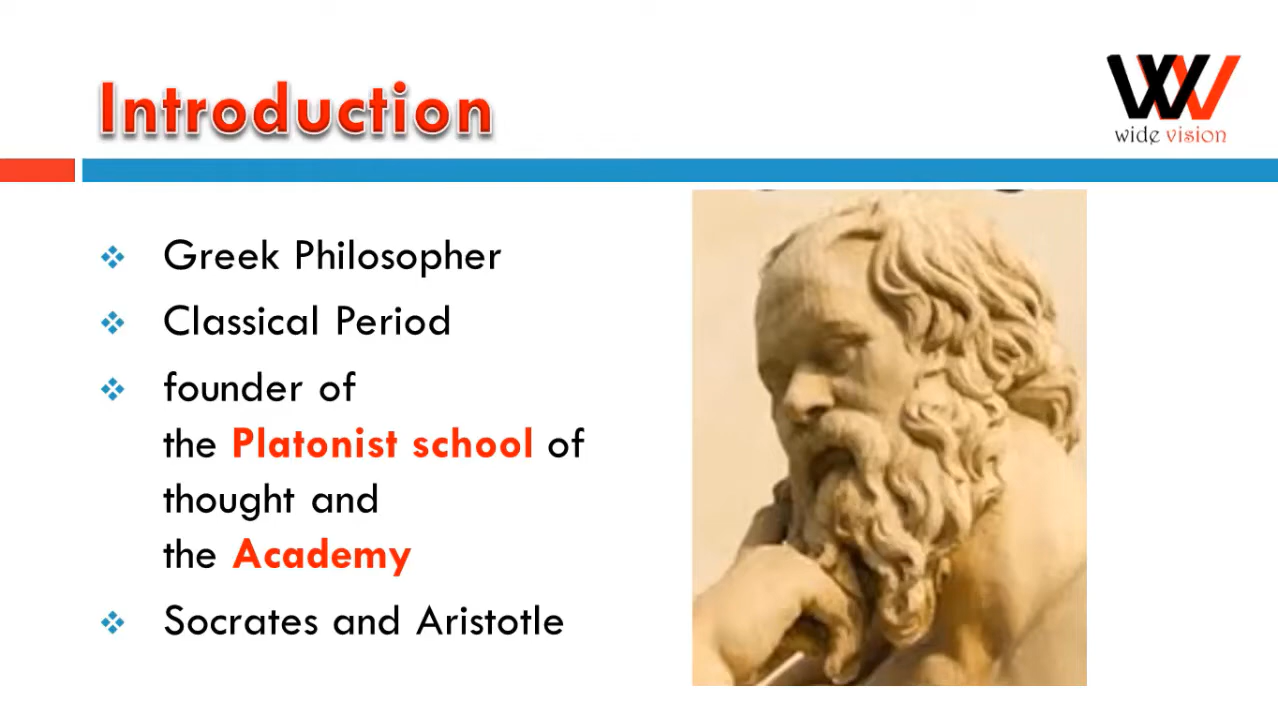 Introduction
wide vision
Greek Philosopher
Classical Period
founder of
the Platonist school of
thought and
the Academy
Socrates and Aristotle